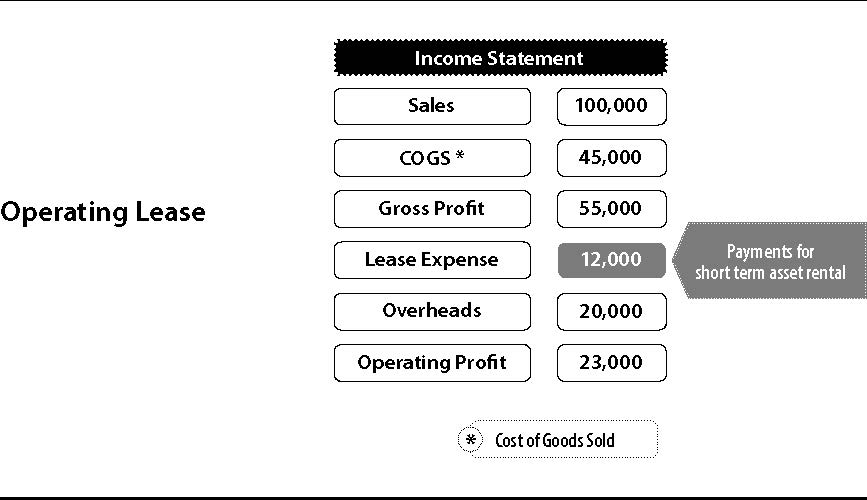 Income Statement
Sales 100,000
COGS * 45,000
Operating Lease
Gross Profit 55,000
Lease Expense 12,000
Payments for
short term asset rental
Overheads 20,000
Operating Profit 23,000
* Cost of Goods Sold